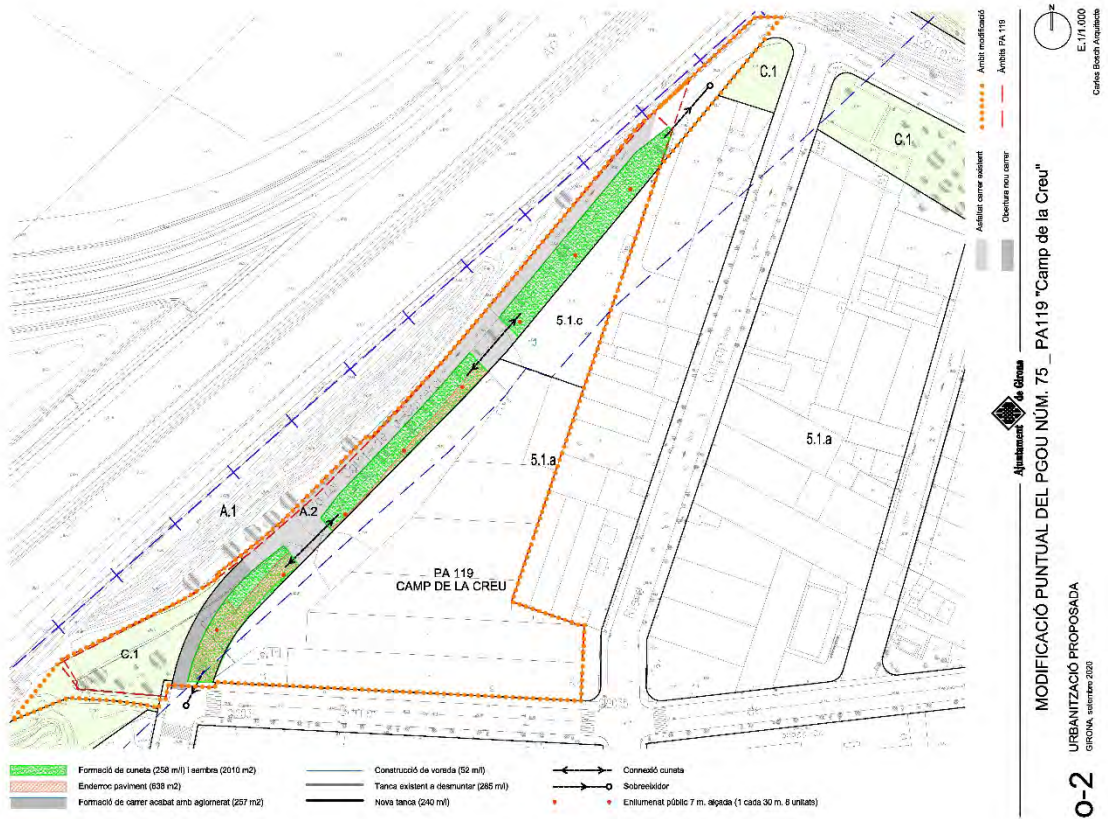 C.1
C.1
5.1.c
5.1.a
5.1.a
A.1
A.2
PA 119
CAMP DE LA CREU
C.1
Formació de cuneta (258 m/l) i sembra (2010 m2)
Enderroc paviment (638 m2)
Formació de carrer acabat amb aglomerat (257 m2)
Construcció de vorada (52 m/l)
Tanca existent a desmuntar (265 m/l)
Nova tanca (240 m/l)
Connexió cuneta
Sobreeixidor
Enllumenat públic 7 m. alçada (1 cada 30 m. 8 unitats)
N
E.1/1.000
Carles Bosch Arquitecte
Àmbit modificació
Àmbits PA 119
Asfaltat carrer existent
Obertura nou carrer
Ajuntament de Girona
MODIFICACIÓ PUNTUAL DEL PGOU NÚM. 75_ PA119 "Camp de la Creu"
URBANITZACIÓ PROPOSADA
GIRONA, setembre 2020
O-2